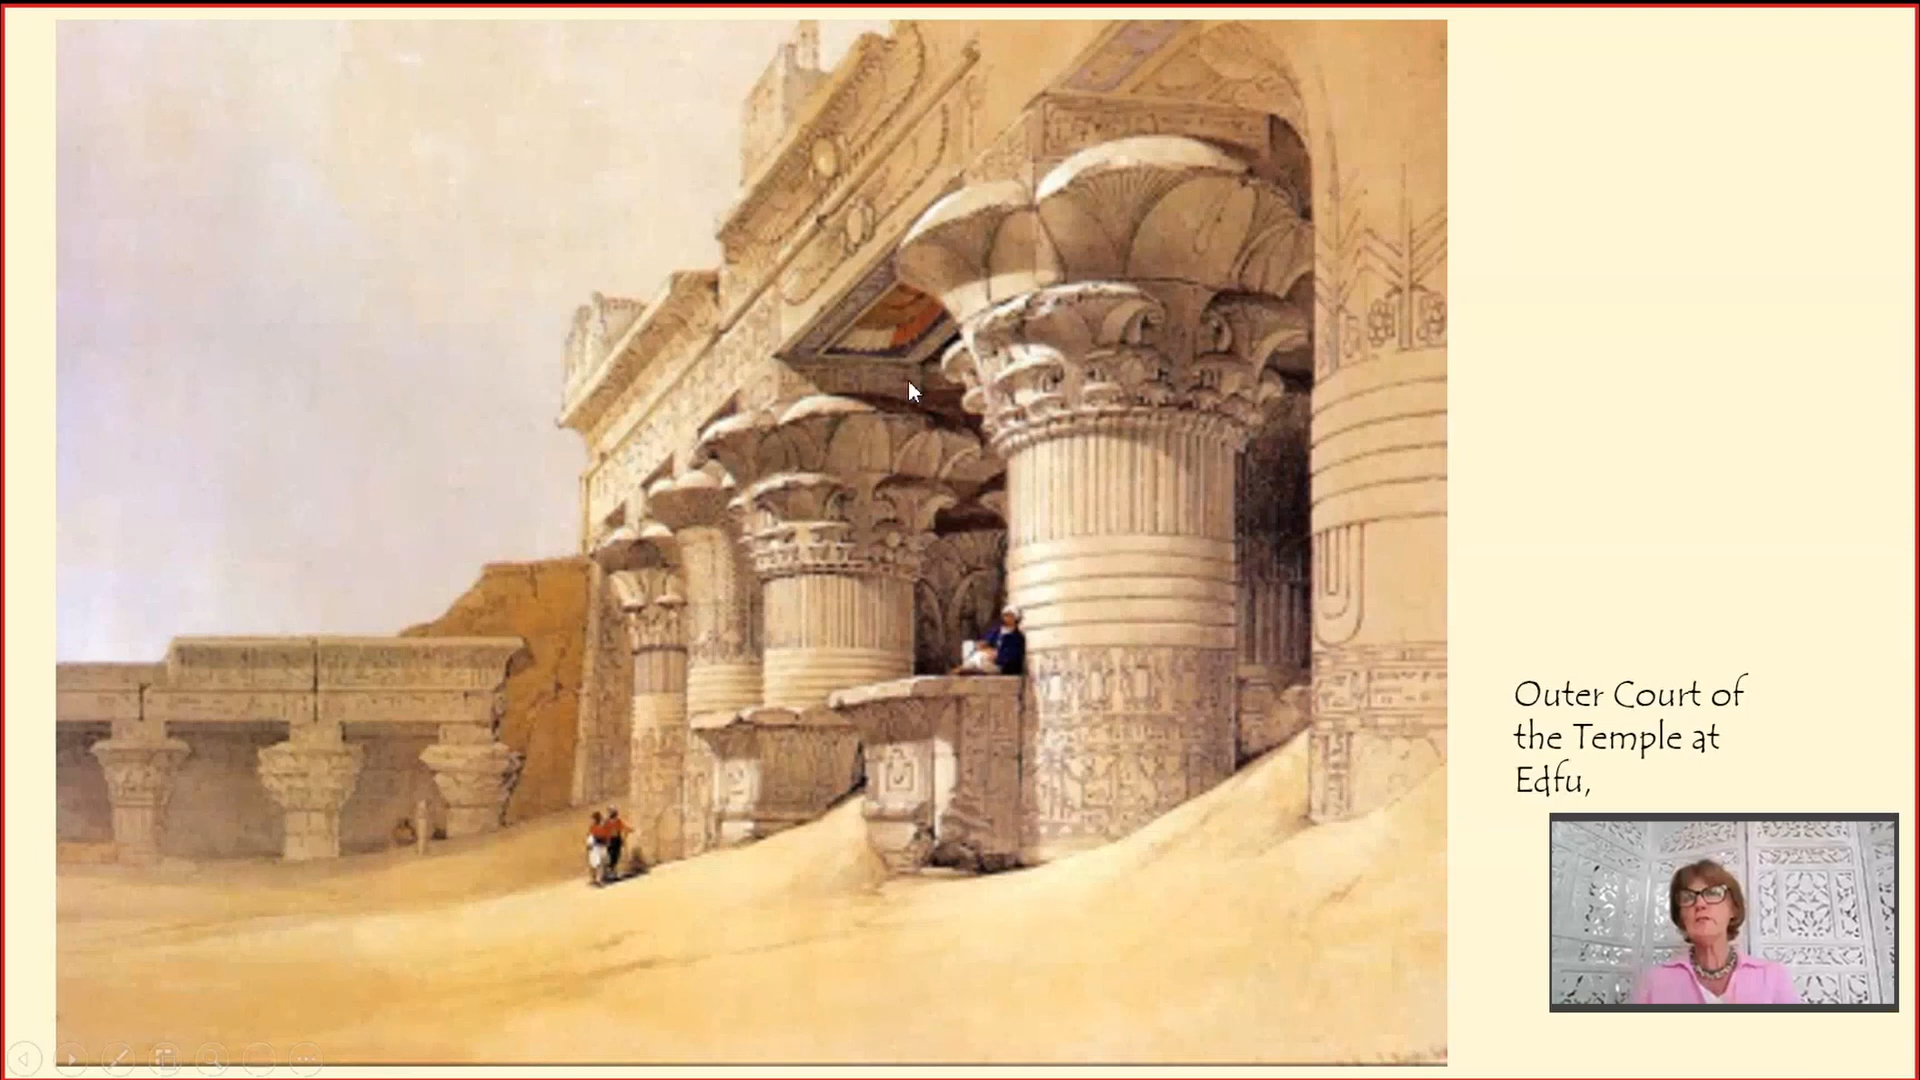 Outer Court of
the Temple at
Edfu,